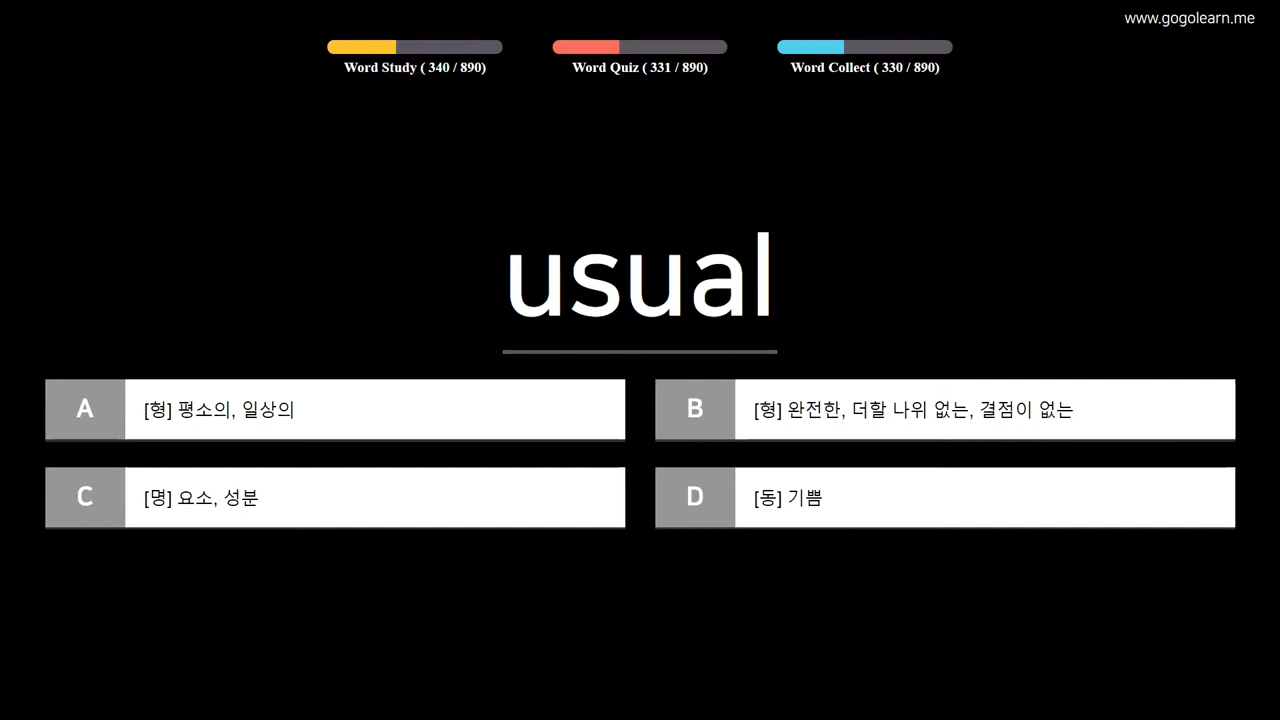 www.gogolearn.me
Word Study ( 340 / 890)
Word Quiz ( 331 / 890)
Word Collect ( 330 / 890)
usual
A [형] 평소의, 일상의
B [형] 완전한, 더할 나위 없는, 결점이 없는
C [명] 요소, 성분
D [동] 기쁨